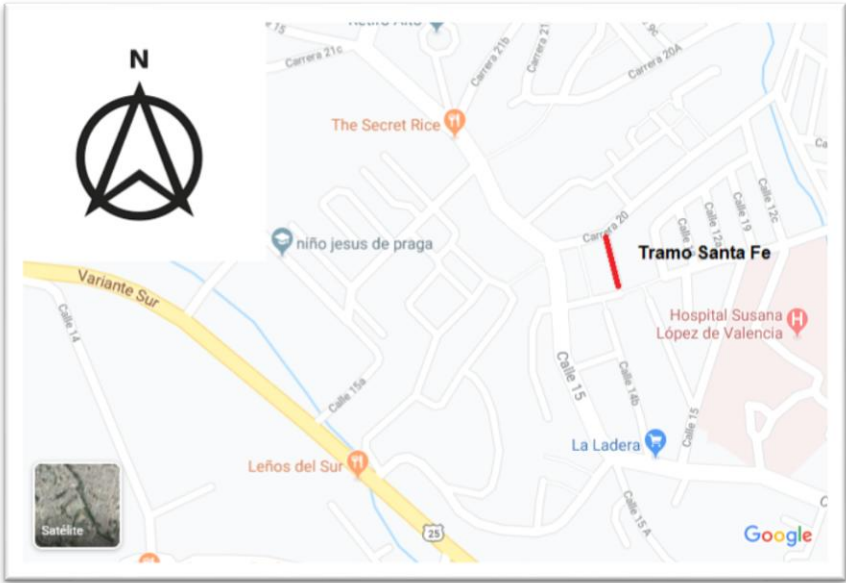 N
Retiro Alto
Carrera 21c
Carrera 21b
Carrera 21
Carrera 20A
The Secret Rice
Carrera 20
Calle 12a
Calle 19
Calle 12c
niño jesus de praga
Tramo Santa Fe
Variante Sur
Calle 14
Hospital Susana
López de Valencia
Calle 15
Calle 14b
Calle 15a
Calle 15
La Ladera
Leños del Sur
Satélite
25
Calle 15 A
Google